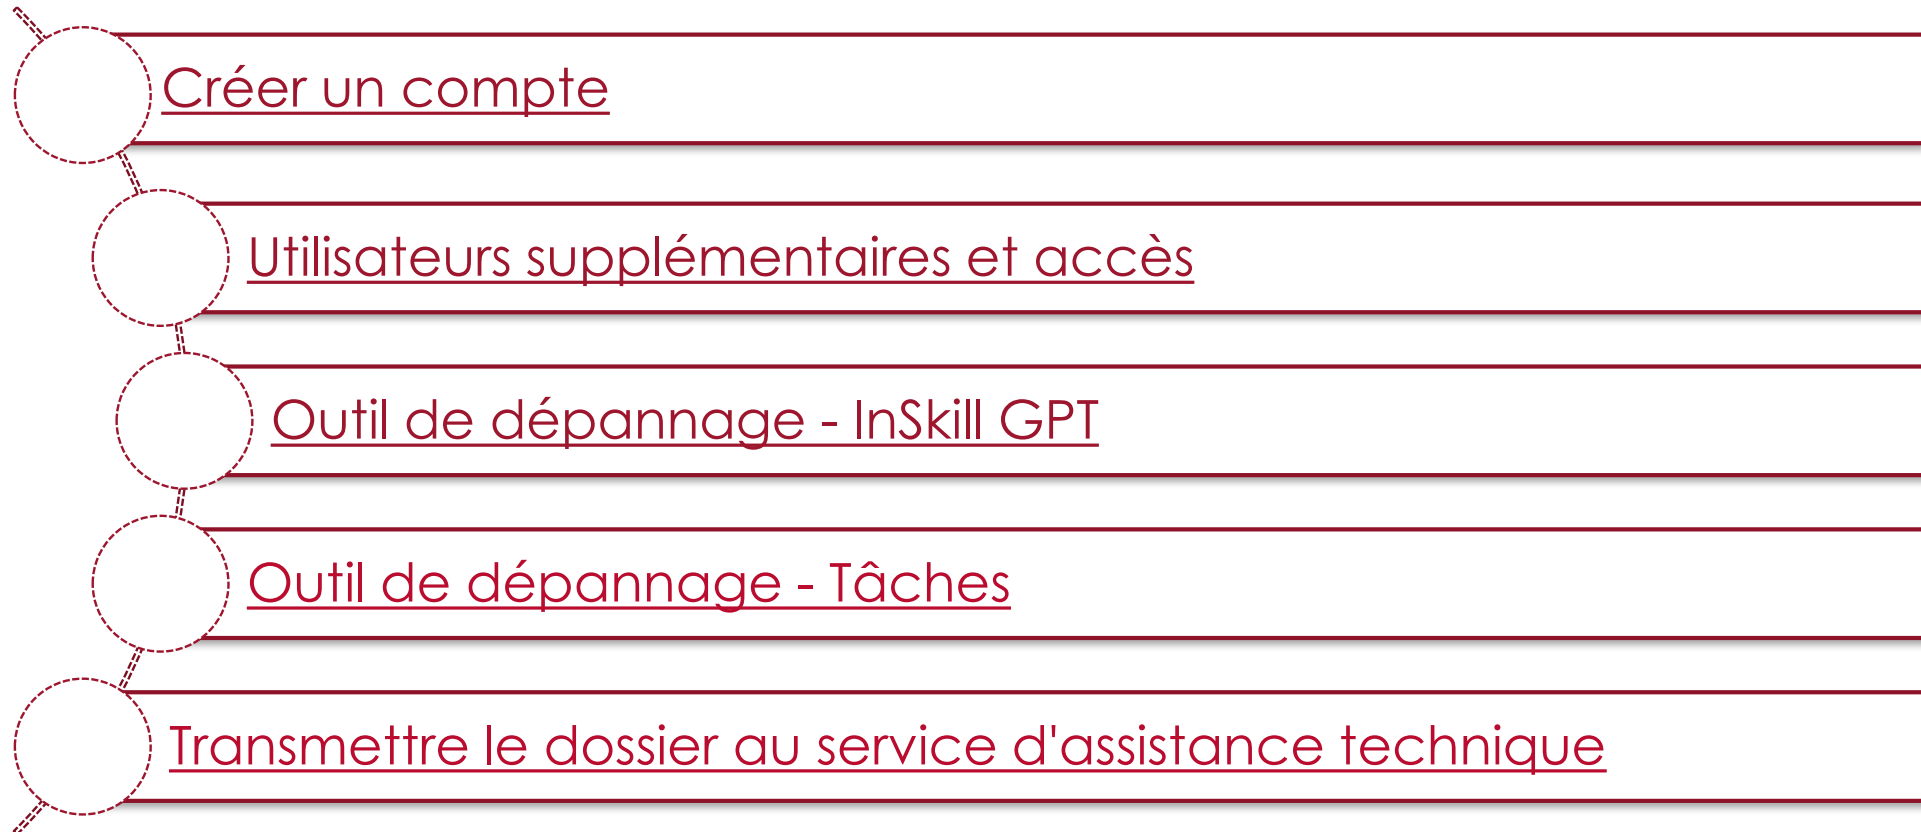 Créer un compte
Utilisateurs supplémentaires et accès
Outil de dépannage - InSkill GPT
Outil de dépannage - Tâches
Transmettre le dossier au service d'assistance technique